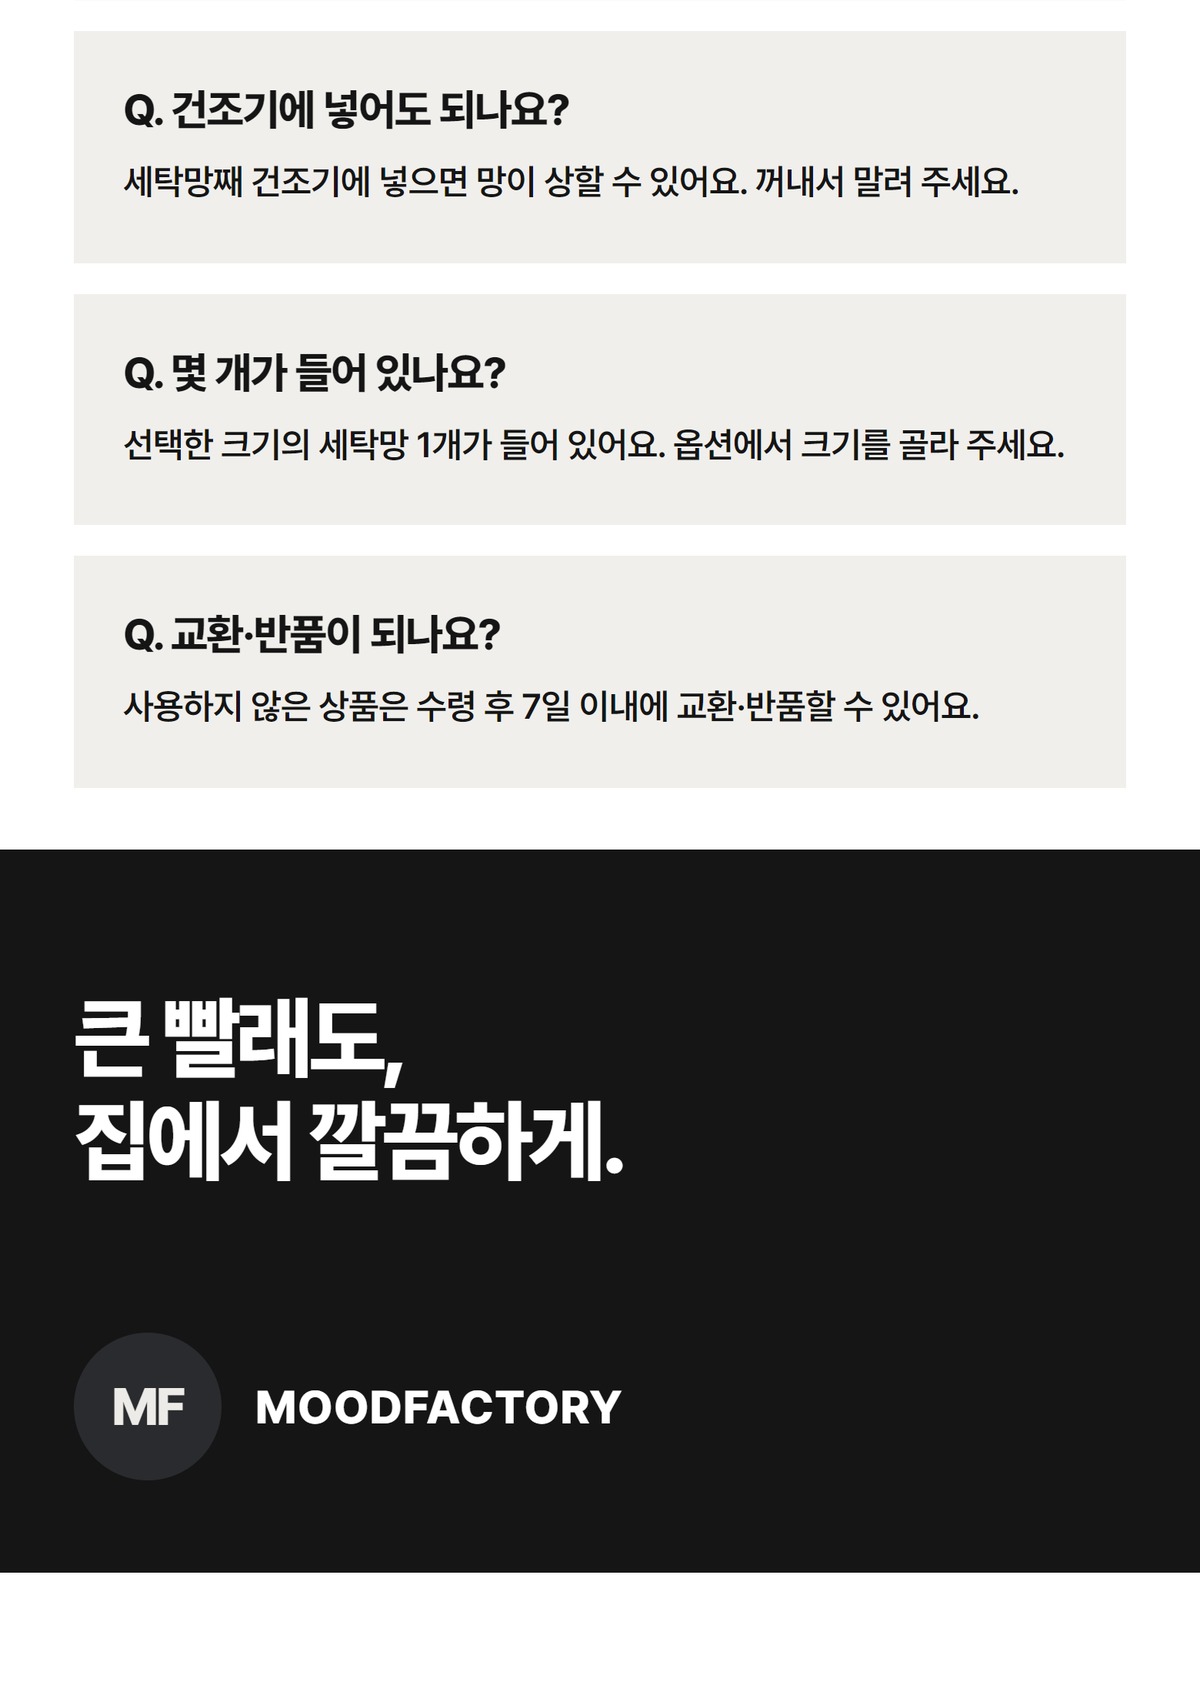 Q. 건조기에 넣어도 되나요?
세탁망째 건조기에 넣으면 망이 상할 수 있어요. 꺼내서 말려 주세요.
Q. 몇 개가 들어 있나요?
선택한 크기의 세탁망 1개가 들어 있어요. 옵션에서 크기를 골라 주세요.
Q. 교환·반품이 되나요?
사용하지 않은 상품은 수령 후 7일 이내에 교환·반품할 수 있어요.
큰 빨래도,
집에서 깔끔하게.
MF
MOODFACTORY